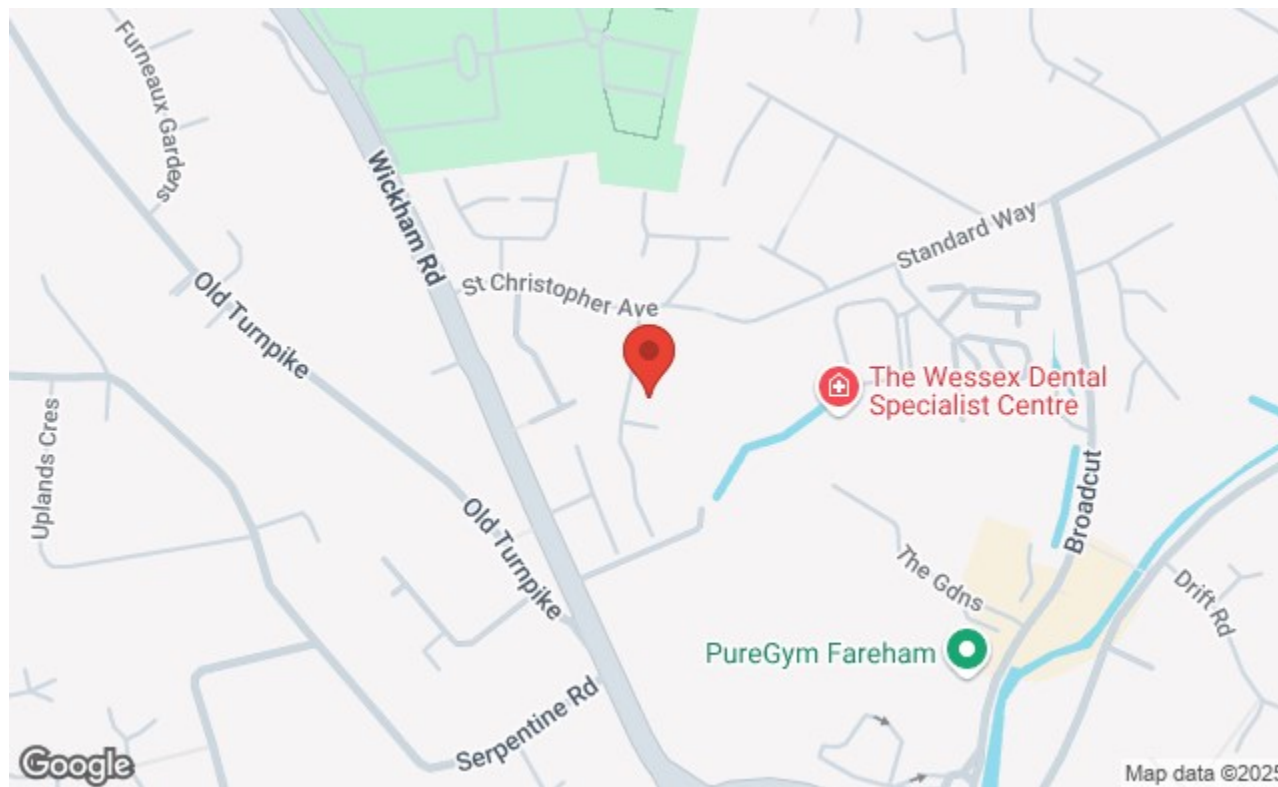 Furneaux Gardens
Wickham Rd
Standard Way
St Christopher Ave
Old Turnpike
The Wessex Dental
Specialist Centre
Uplands Cres
Broadcut
Old Turnpike
The Gdns
Drift Rd
PureGym Fareham
Serpentine Rd
Google
Map data ©2025